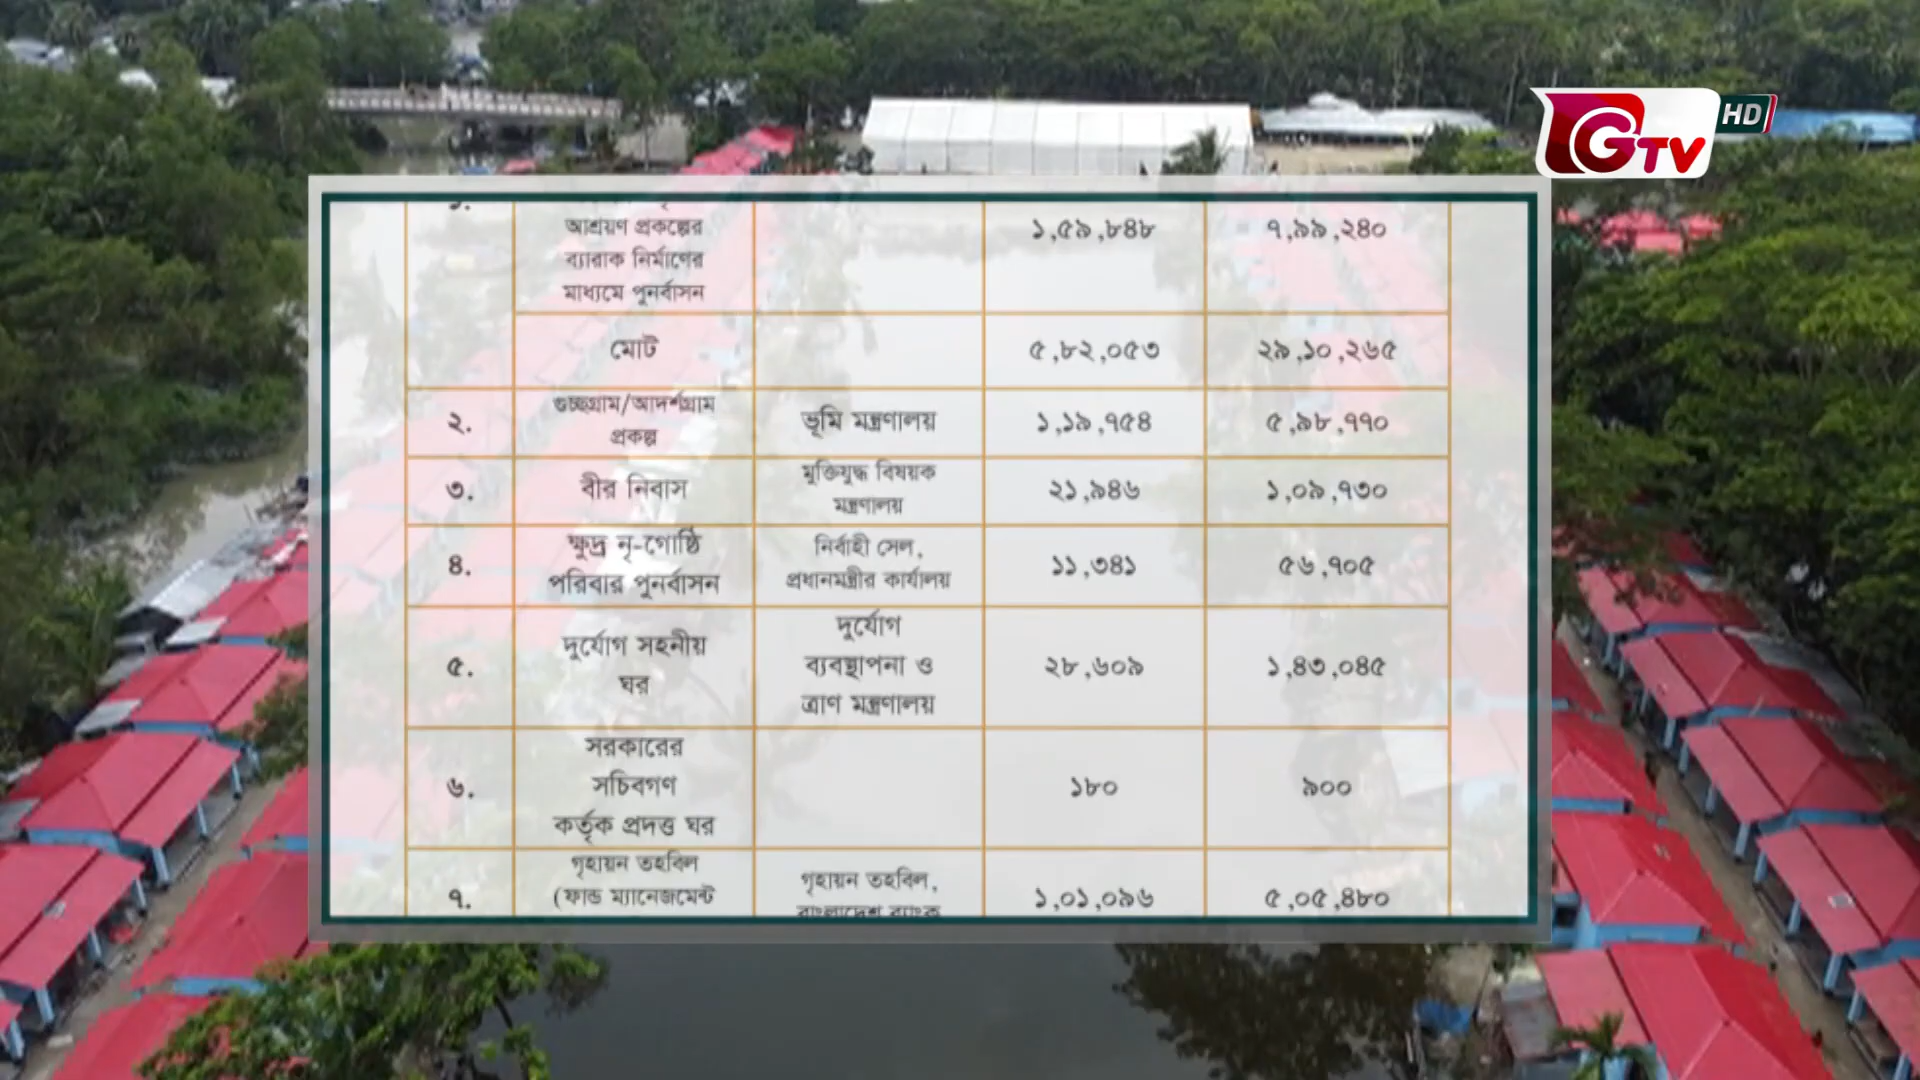 GTV HD
১.
আশ্রয়ণ প্রকল্পের
ব্যারাক নির্মাণের
মাধ্যমে পুনর্বাসন
১,৫৯,৮৪৮
৭,৯৯,২৪০
মোট
৫,৮২,০৫৩
২৯,১০,২৬৫
২.
গুচ্ছগ্রাম/আদর্শগ্রাম
প্রকল্প
ভূমি মন্ত্রণালয়
১,১৯,৭৫৪
৫,৯৮,৭৭০
৩.
বীর নিবাস
মুক্তিযুদ্ধ বিষয়ক
মন্ত্রণালয়
২১,৯৪৬
১,০৯,৭৩০
৪.
ক্ষুদ্র নৃ-গোষ্ঠি
পরিবার পুনর্বাসন
নির্বাহী সেল,
প্রধানমন্ত্রীর কার্যালয়
১১,৩৪১
৫৬,৭০৫
৫.
দুর্যোগ সহনীয়
ঘর
দুর্যোগ
ব্যবস্থাপনা ও
ত্রাণ মন্ত্রণালয়
২৮,৬০৯
১,৪৩,০৪৫
৬.
সরকারের
সচিবগণ
কর্তৃক প্রদত্ত ঘর
১৮০
৯০০
৭.
গৃহায়ন তহবিল
(ফান্ড ম্যানেজমেন্ট
গৃহায়ন তহবিল,
বাংলাদেশ ব্যাংক
১,০১,০৯৬
৫,০৫,৪৮০